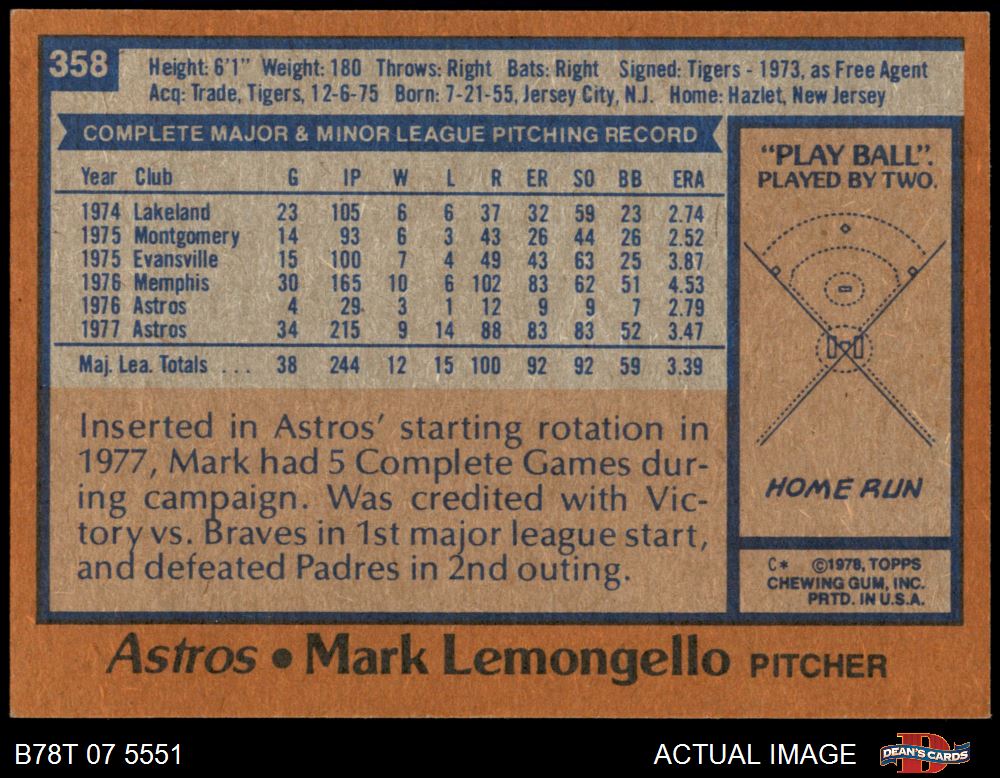 358
Height: 6'1" Weight: 180 Throws: Right Bats: Right Signed: Tigers - 1973, as Free Agent
Acq: Trade, Tigers, 12-6-75 Born: 7-21-55, Jersey City, N.J. Home: Hazlet, New Jersey
COMPLETE MAJOR & MINOR LEAGUE PITCHING RECORD
Year Club G IP W L R ER SO BB ERA
1974 Lakeland 23 105 6 6 37 32 59 23 2.74
1975 Montgomery 14 93 6 3 43 26 44 26 2.52
1975 Evansville 15 100 7 4 49 43 63 25 3.87
1976 Memphis 30 165 10 6 102 83 62 51 4.53
1976 Astros 4 29 3 1 12 9 9 7 2.79
1977 Astros 34 215 9 14 88 83 83 52 3.47
Maj. Lea. Totals ... 38 244 12 15 100 92 92 59 3.39
Inserted in Astros' starting rotation in
1977, Mark had 5 Complete Games dur-
ing campaign. Was credited with Vic-
tory vs. Braves in 1st major league start,
and defeated Padres in 2nd outing.
"PLAY BALL".
PLAYED BY TWO.
HOME RUN
C* ©1978, TOPPS
CHEWING GUM, INC.
PRTD. IN U.S.A.
Astros • Mark Lemongello PITCHER
B78T 07 5551
ACTUAL IMAGE
DEAN'S CARDS